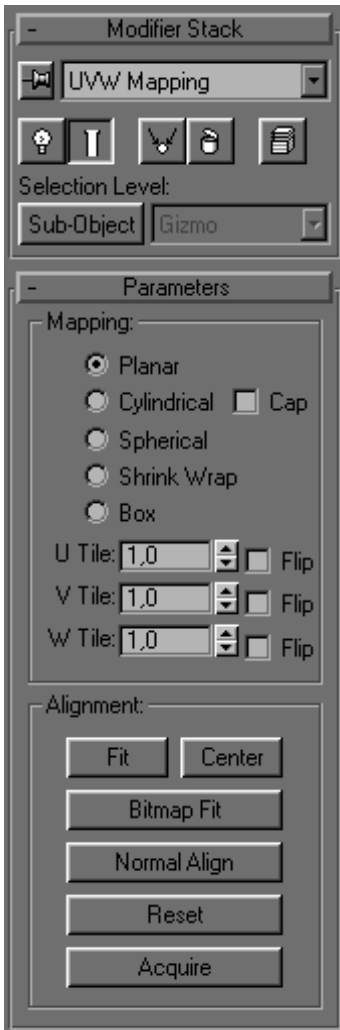 - Modifier Stack
UVW Mapping
Selection Level:
Sub-Object Gizmo
- Parameters
Mapping:
Planar
Cylindrical Cap
Spherical
Shrink Wrap
Box
U Tile: 1,0 Flip
V Tile: 1,0 Flip
W Tile: 1,0 Flip
Alignment:
Fit Center
Bitmap Fit
Normal Align
Reset
Acquire